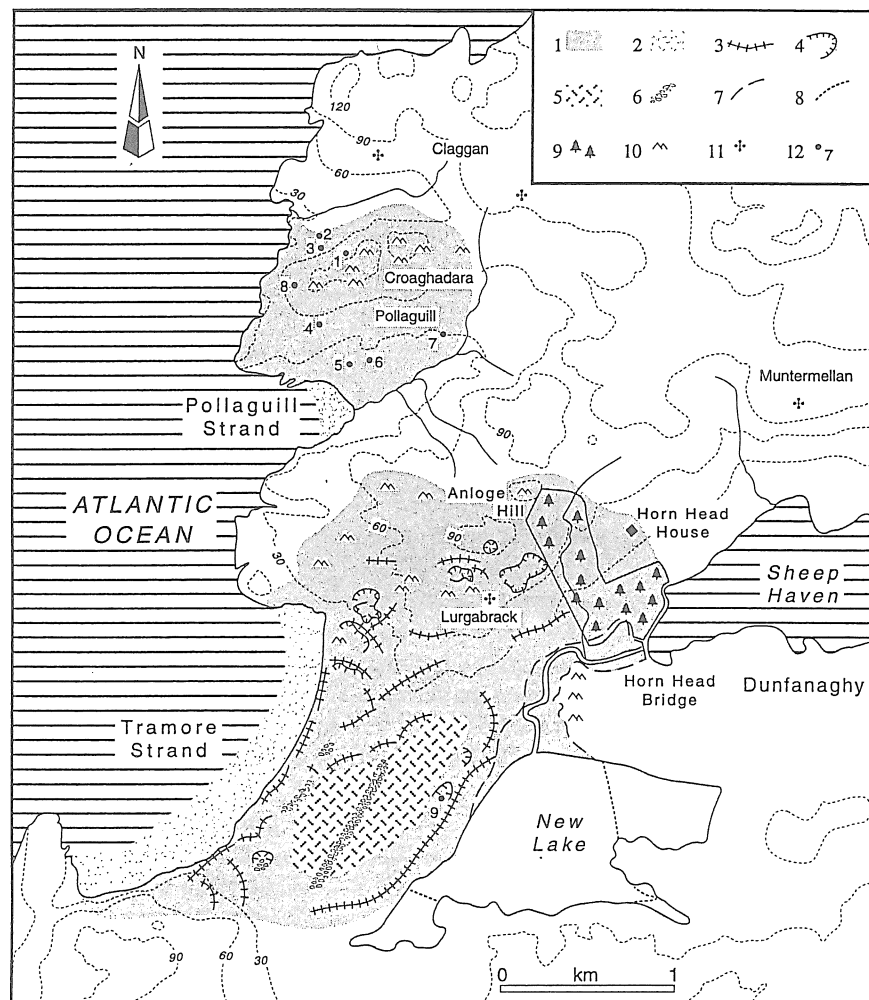 N
1
2
3
4
5
6
7
8
9
10
11
12
7
120
90
60
30
Claggan
2
3
1
8
4
5
6
7
Croaghadara
Pollaguill
Pollaguill
Strand
Muntermellan
90
ATLANTIC
OCEAN
Anloge
Hill
60
90
30
Horn Head
House
Sheep
Haven
Lurgabrack
Horn Head
Bridge
Dunfanaghy
Tramore
Strand
9
New
Lake
90
60
30
0 km 1